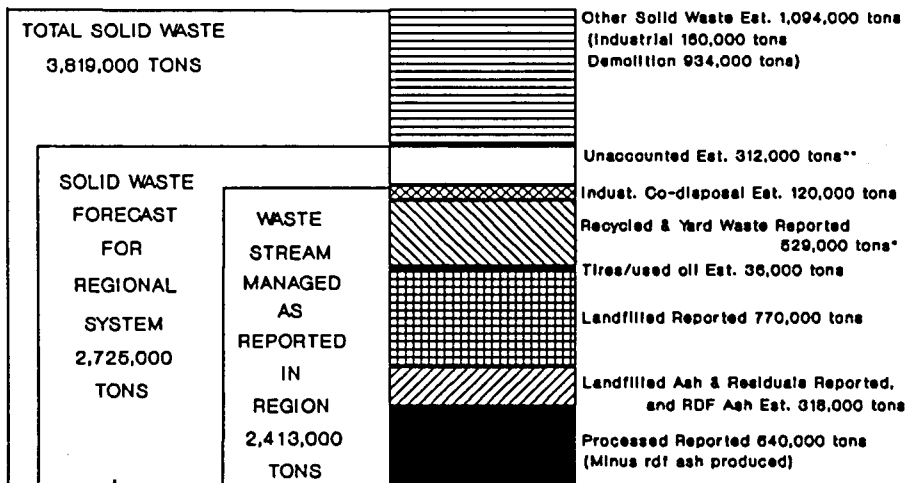 TOTAL SOLID WASTE
3,819,000 TONS
SOLID WASTE
FORECAST
FOR
REGIONAL
SYSTEM
2,725,000
TONS
WASTE
STREAM
MANAGED
AS
REPORTED
IN
REGION
2,413,000
TONS
Other Solid Waste Est. 1,094,000 tons
(Industrial 160,000 tons
Demolition 934,000 tons)
Unaccounted Est. 312,000 tons**
Indust. Co-disposal Est. 120,000 tons
Recycled & Yard Waste Reported
529,000 tons*
Tires/used oil Est. 36,000 tons
Landfilled Reported 770,000 tons
Landfilled Ash & Residuals Reported,
and RDF Ash Est. 318,000 tons
Processed Reported 640,000 tons
(Minus rdf ash produced)